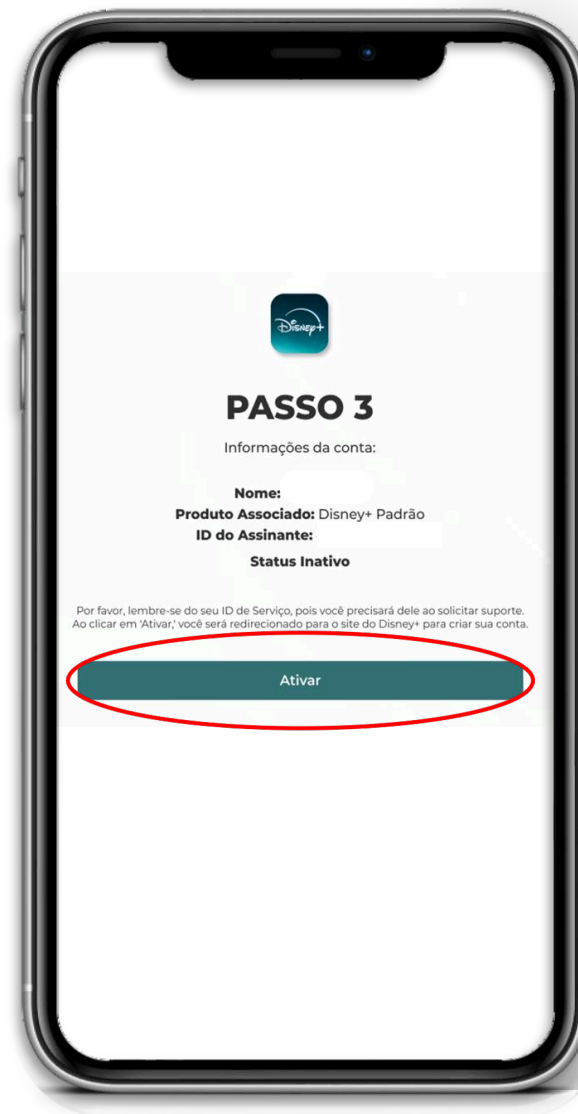 Disney+
PASSO 3
Informações da conta:
Nome:
Produto Associado: Disney+ Padrão
ID do Assinante:
Status Inativo
Por favor, lembre-se do seu ID de Serviço, pois você precisará dele ao solicitar suporte.
Ao clicar em 'Ativar,' você será redirecionado para o site do Disney+ para criar sua conta.
Ativar